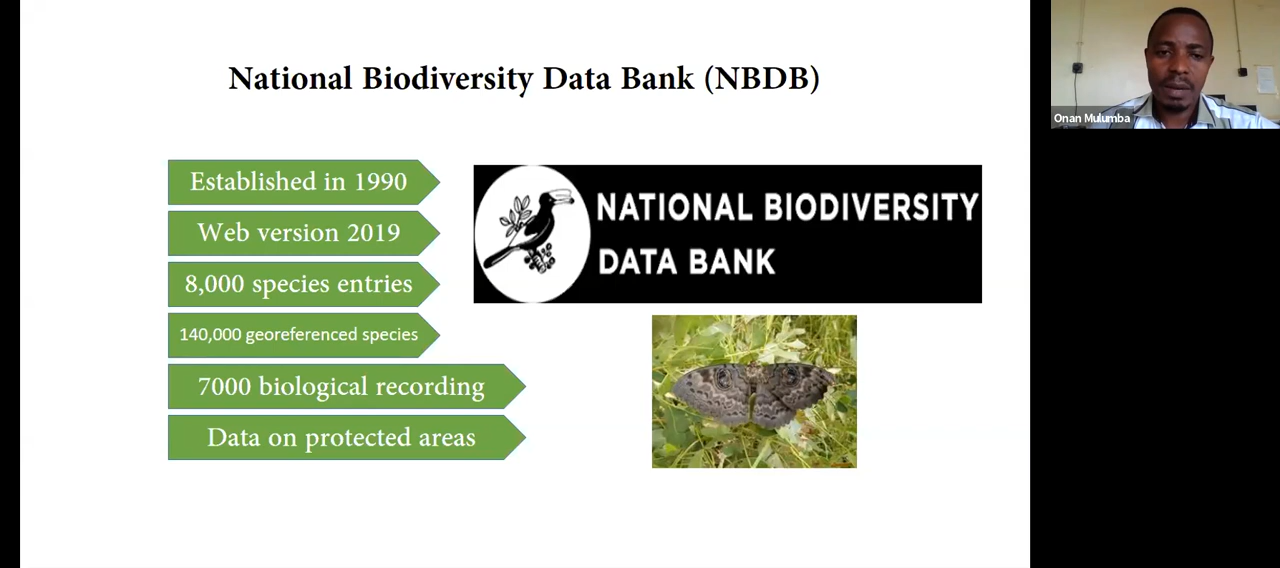 National Biodiversity Data Bank (NBDB)
Established in 1990
Web version 2019
8,000 species entries
140,000 georeferenced species
7000 biological recording
Data on protected areas
NATIONAL BIODIVERSITY
DATA BANK
Onan Mulumba